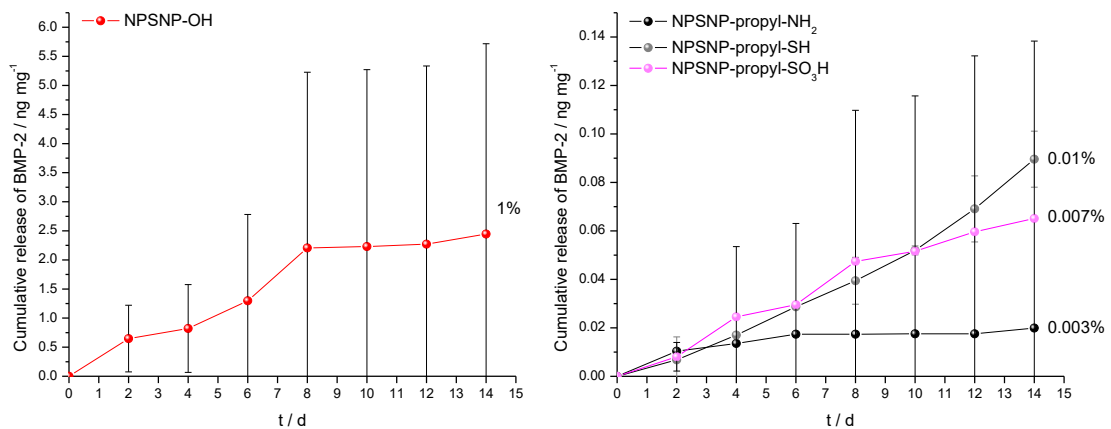 NPSNP-OH
Cumulative release of BMP-2 / ng mg⁻¹
6.0
5.5
5.0
4.5
4.0
3.5
3.0
2.5
2.0
1.5
1.0
0.5
0.0
1%
0 1 2 3 4 5 6 7 8 9 10 11 12 13 14 15
t / d
NPSNP-propyl-NH₂
NPSNP-propyl-SH
NPSNP-propyl-SO₃H
Cumulative release of BMP-2 / ng mg⁻¹
0.14
0.12
0.10
0.08
0.06
0.04
0.02
0.00
0.01%
0.007%
0.003%
0 1 2 3 4 5 6 7 8 9 10 11 12 13 14 15
t / d